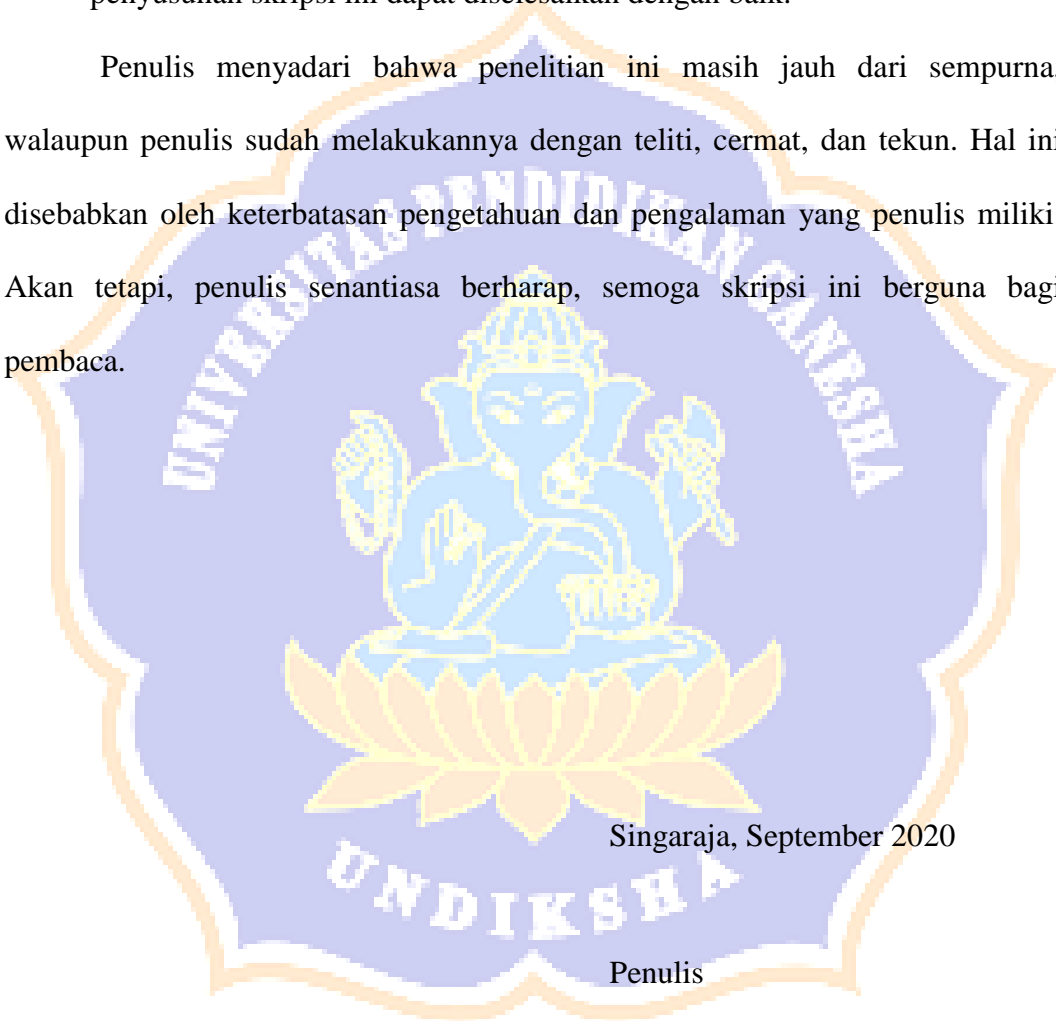 penyusunan skripsi ini dapat diselesaikan dengan baik.
Penulis menyadari bahwa penelitian ini masih jauh dari sempurna,
walaupun penulis sudah melakukannya dengan teliti, cermat, dan tekun. Hal ini
disebabkan oleh keterbatasan pengetahuan dan pengalaman yang penulis miliki
Akan tetapi, penulis senantiasa berharap, semoga skripsi ini berguna bagi
pembaca.
UNIVERSITAS PENDIDIKAN GANESHA
Singaraja, September 2020
UNDIKSHA
Penulis